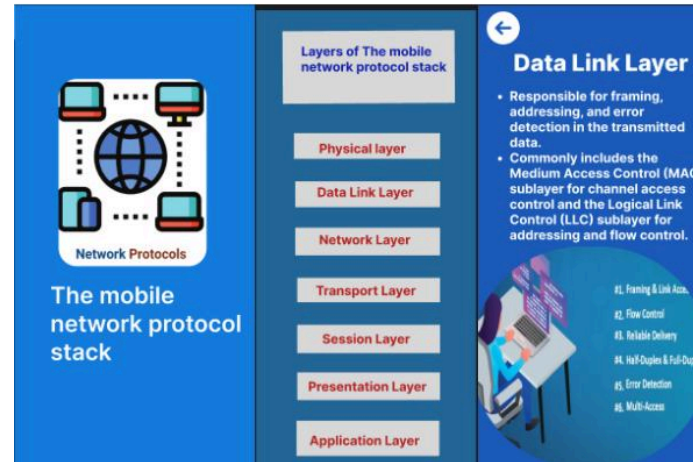 Network Protocols
The mobile
network protocol
stack
Layers of The mobile
network protocol stack
Physical layer
Data Link Layer
Network Layer
Transport Layer
Session Layer
Presentation Layer
Application Layer
Data Link Layer
• Responsible for framing,
addressing, and error
detection in the transmitted
data.
• Commonly includes the
Medium Access Control (MAC
sublayer for channel access
control and the Logical Link
Control (LLC) sublayer for
addressing and flow control.
#1. Framing & Link
#2. Flow Control
#3. Reliable Delivery
#4. Half-Duplex &
#5. Error Detection
#6. Multi-Access